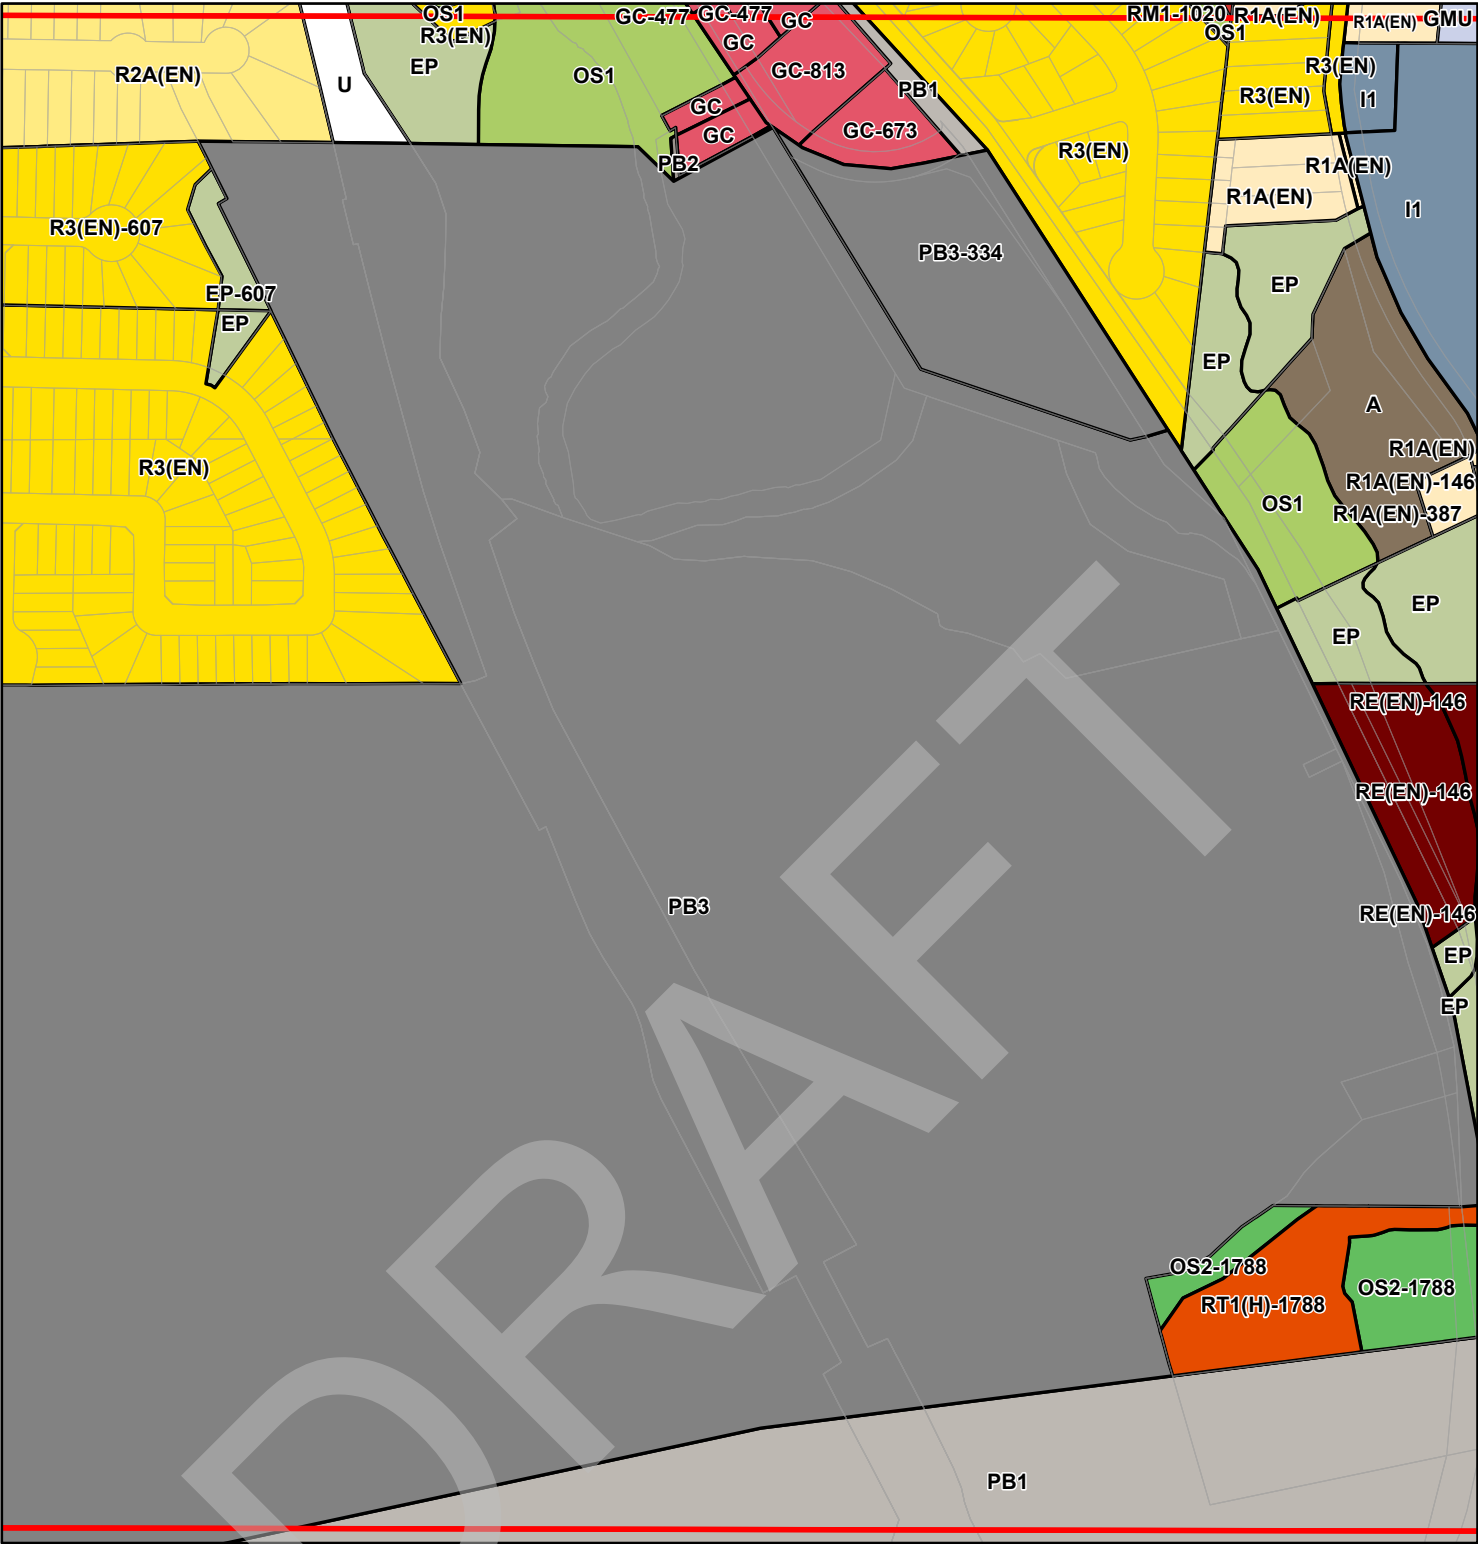 OS1
GC-477
GC-477
GC
RM1-1020
R1A(EN)
R1A(EN)
GMU
R3(EN)
OS1
GC
EP
R2A(EN)
U
OS1
GC-813
PB1
R3(EN)
I1
R3(EN)
GC
GC
GC-673
R3(EN)
PB2
R1A(EN)
R1A(EN)
I1
R3(EN)-607
PB3-334
EP-607
EP
EP
EP
A
R3(EN)
R1A(EN)
R1A(EN)-146
OS1
R1A(EN)-387
EP
EP
RE(EN)-146
RE(EN)-146
PB3
RE(EN)-146
EP
EP
OS2-1788
OS2-1788
RT1(H)-1788
PB1
DRAFT